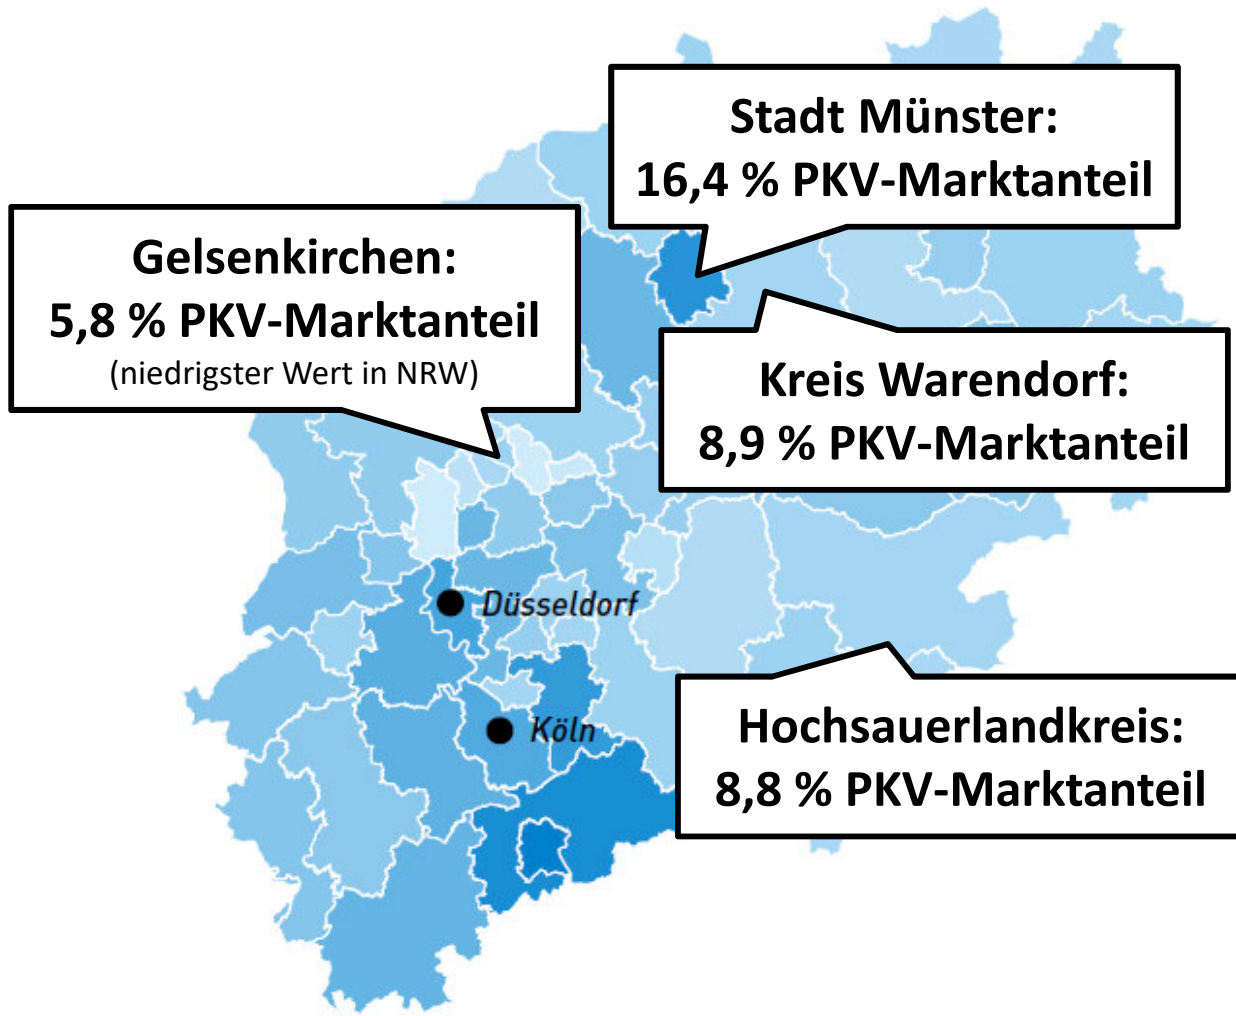 Stadt Münster:
16,4 % PKV-Marktanteil
Gelsenkirchen:
5,8 % PKV-Marktanteil
(niedrigster Wert in NRW)
Kreis Warendorf:
8,9 % PKV-Marktanteil
Düsseldorf
Köln
Hochsauerlandkreis:
8,8 % PKV-Marktanteil